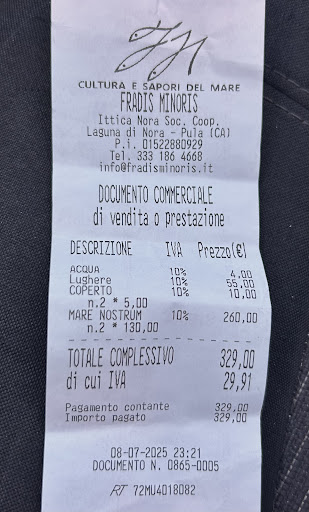 CULTURA E SAPORI DEL MARE
FRADIS MINORIS
Ittica Nora Soc. Coop.
Laguna di Nora - Pula (CA)
P.i. 01522880929
Tel. 333 186 4668
info@fradisminoris.it
DOCUMENTO COMMERCIALE
di vendita o prestazione
DESCRIZIONE IVA Prezzo(€)
ACQUA 10% 4,00
Lughere 10% 55,00
COPERTO 10% 10,00
n.2 * 5,00
MARE NOSTRUM 10% 260,00
n.2 * 130,00
TOTALE COMPLESSIVO 329,00
di cui IVA 29,91
Pagamento contante 329,00
Importo pagato 329,00
08-07-2025 23:21
DOCUMENTO N. 0865-0005
RT 72MU4018082